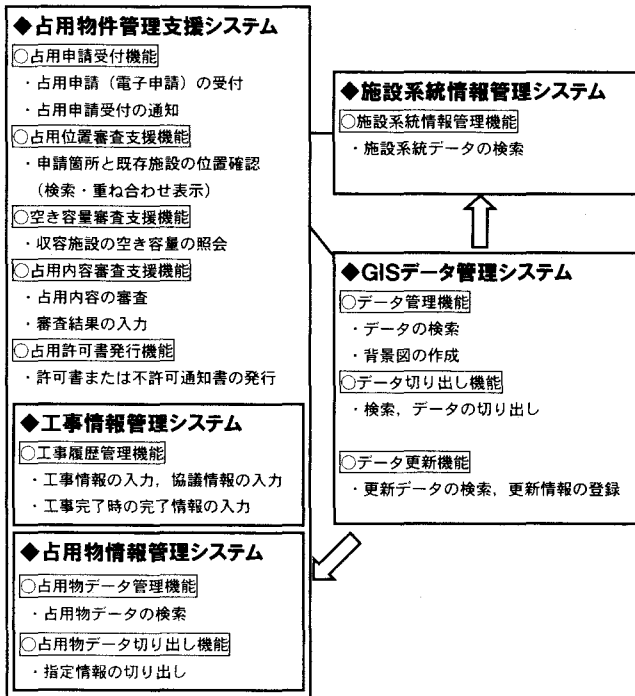 ◆占用物件管理支援システム
○占用申請受付機能
・占用申請（電子申請）の受付
・占用申請受付の通知
○占用位置審査支援機能
・申請箇所と既存施設の位置確認
（検索・重ね合わせ表示）
○空き容量審査支援機能
・収容施設の空き容量の照会
○占用内容審査支援機能
・占用内容の審査
・審査結果の入力
○占用許可書発行機能
・許可書または不許可通知書の発行
◆工事情報管理システム
○工事履歴管理機能
・工事情報の入力，協議情報の入力
・工事完了時の完了情報の入力
◆占用物情報管理システム
○占用物データ管理機能
・占用物データの検索
○占用物データ切り出し機能
・指定情報の切り出し
◆施設系統情報管理システム
○施設系統情報管理機能
・施設系統データの検索
◆GISデータ管理システム
○データ管理機能
・データの検索
・背景図の作成
○データ切り出し機能
・検索，データの切り出し
○データ更新機能
・更新データの検索，更新情報の登録